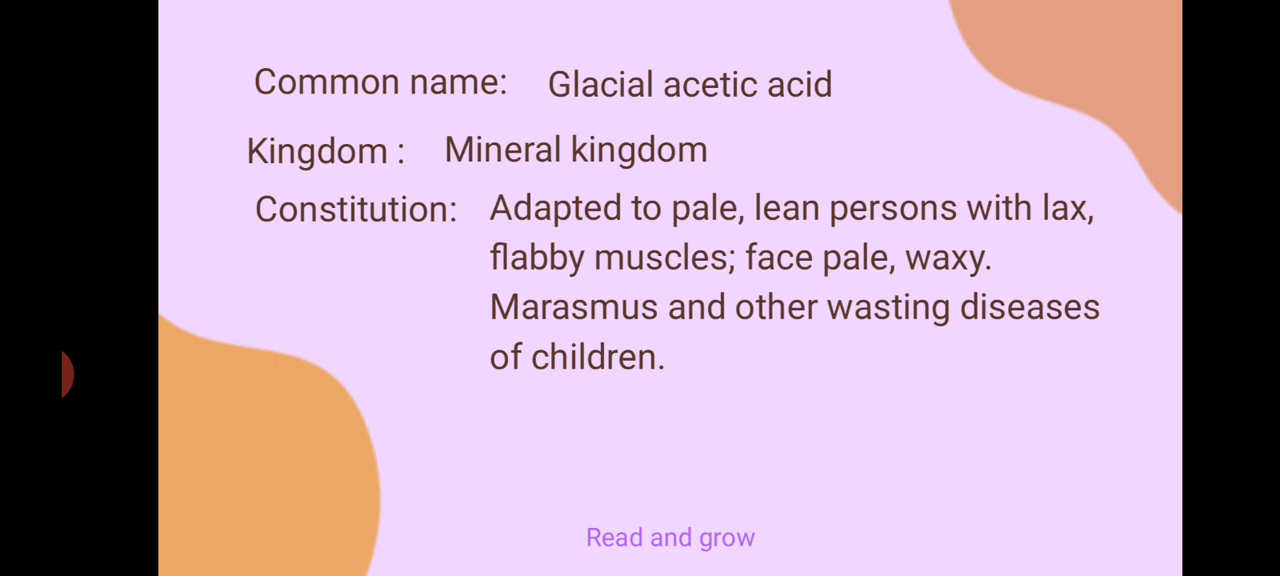 Common name: Glacial acetic acid
Kingdom : Mineral kingdom
Constitution: Adapted to pale, lean persons with lax,
flabby muscles; face pale, waxy.
Marasmus and other wasting diseases
of children.
Read and grow